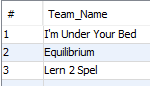 # Team_Name
1 I'm Under Your Bed
2 Equilibrium
3 Lern 2 Spel